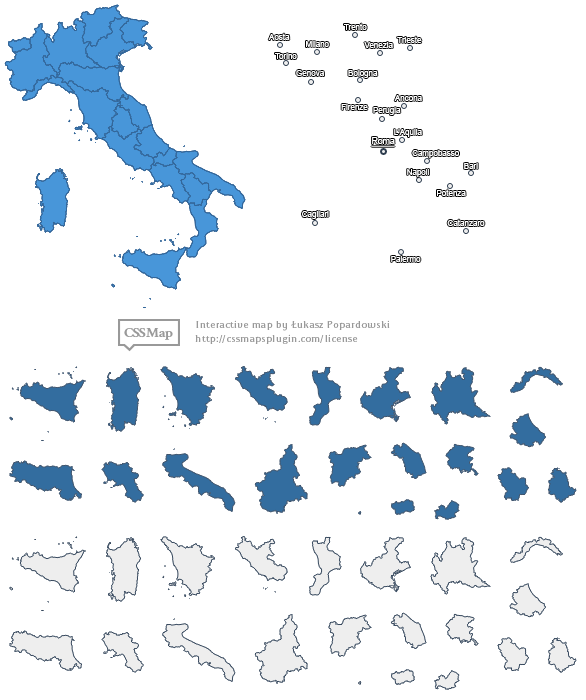 Trento
Aosta
Milano
Venezia
Trieste
Torino
Genova
Bologna
Firenze
Ancona
Perugia
L'Aquila
Roma
Campobasso
Napoli
Bari
Potenza
Cagliari
Catanzaro
Palermo
CSSMap
Interactive map by Łukasz Popardowski
http://cssmapsplugin.com/license